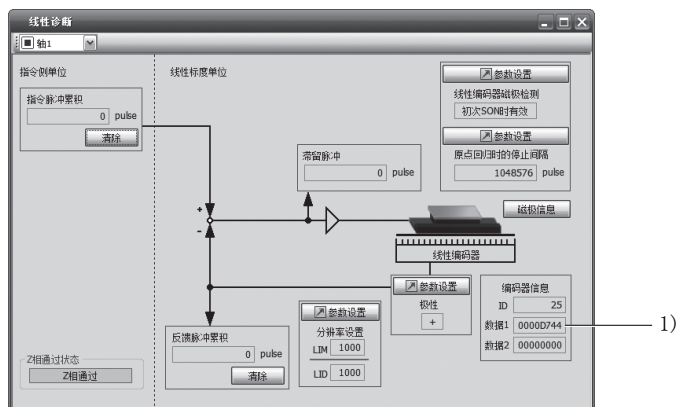 线性诊断
轴1
指令侧单位
线性标度单位
指令脉冲累积
0 pulse
清除
滞留脉冲
0 pulse
参数设置
线性编码器磁极检测
初次SON时有效
参数设置
原点回归时的停止间隔
1048576 pulse
磁极信息
+
-
线性编码器
参数设置
极性
+
编码器信息
ID 25
数据1 0000D744
数据2 00000000
1)
反馈脉冲累积
0 pulse
清除
参数设置
分辨率设置
LIM 1000
LID 1000
Z相通过状态
Z相通过